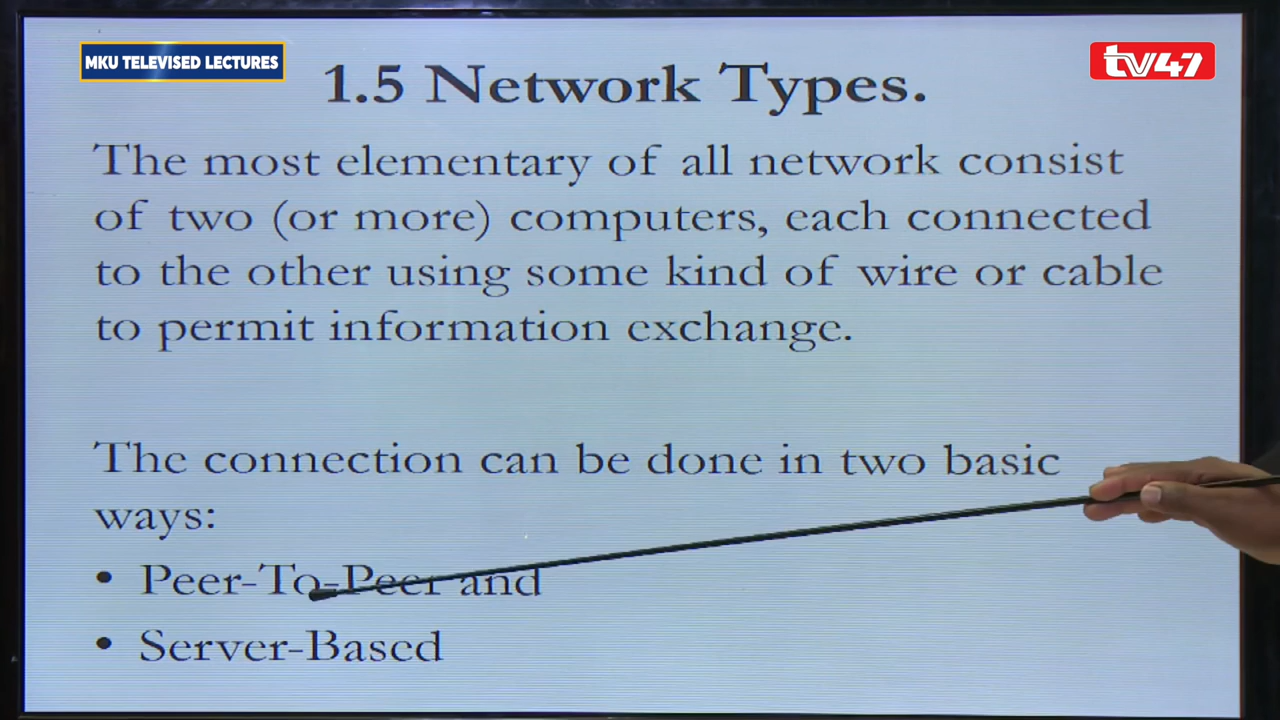 MKU TELEVISED LECTURES
tv47
1.5 Network Types.
The most elementary of all network consist
of two (or more) computers, each connected
to the other using some kind of wire or cable
to permit information exchange.
The connection can be done in two basic
ways:
• Peer-To-Peer and
• Server-Based